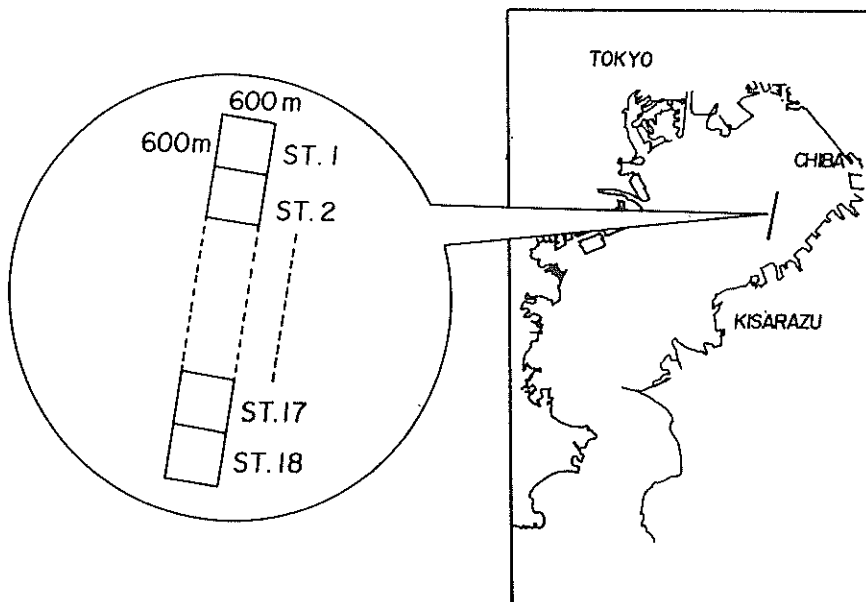 600m
600m
ST. 1
ST. 2
ST. 17
ST. 18
TOKYO
CHIBA
KISARAZU